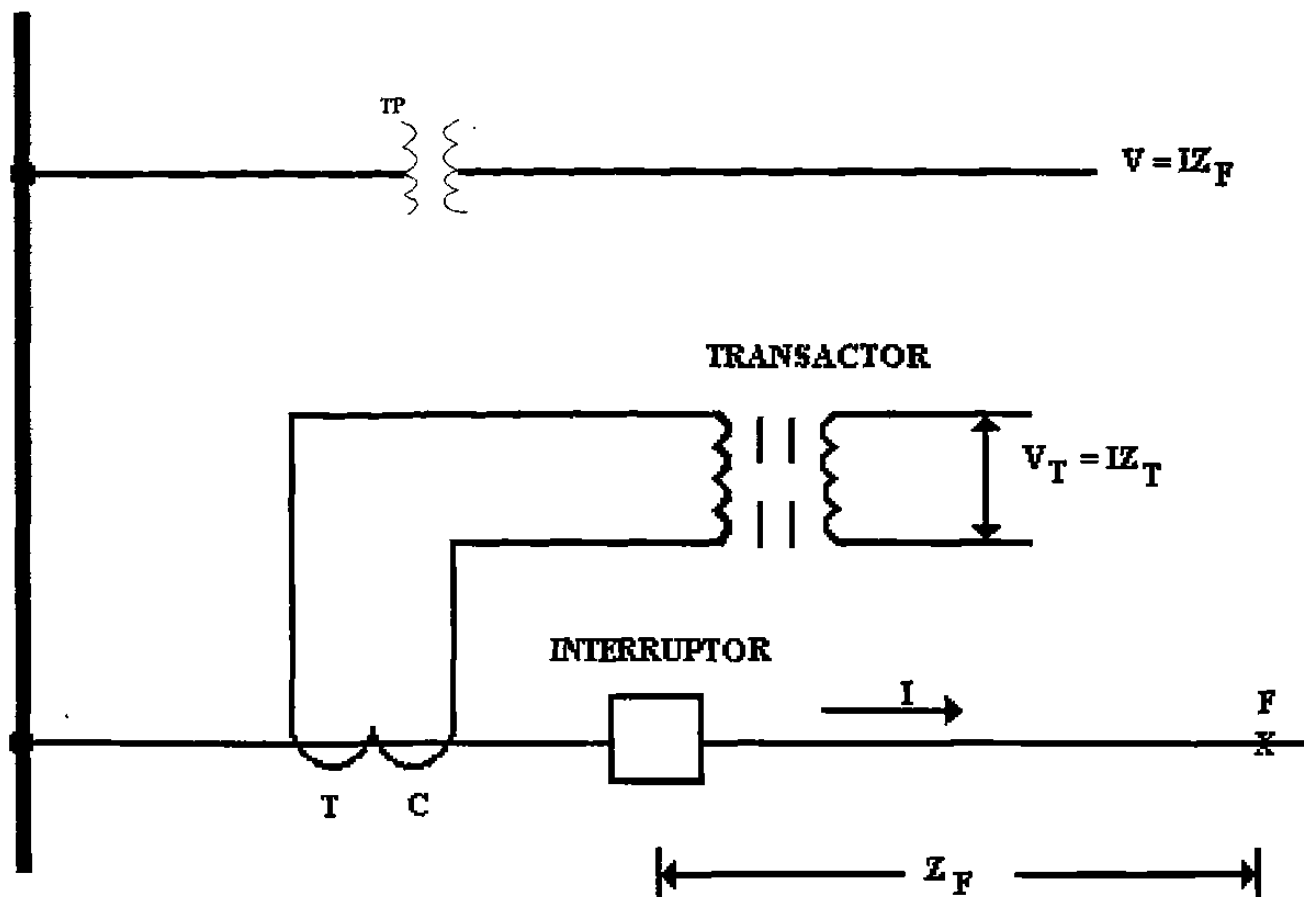 TP
V = IZF
TRANSACTOR
VT = IZT
INTERRUPTOR
I
F
X
T C
ZF